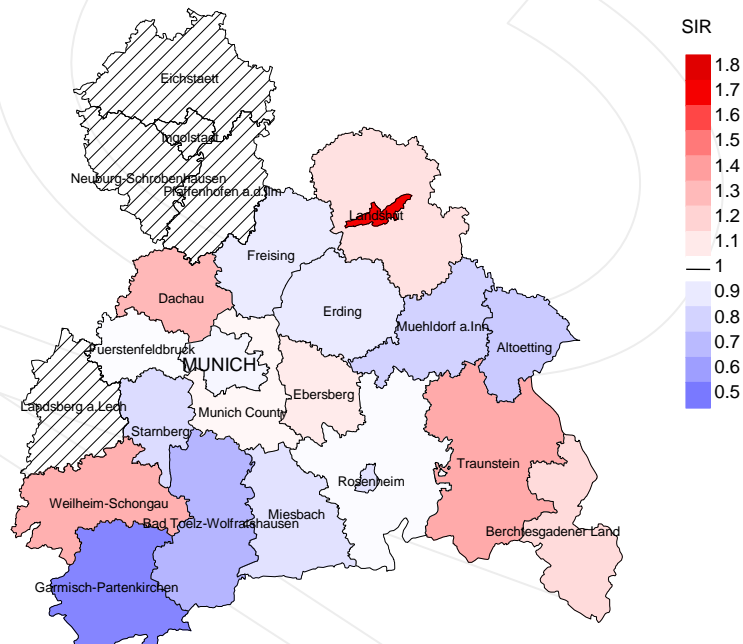 SIR
1.8
1.7
1.6
1.5
1.4
1.3
1.2
1.1
1
0.9
0.8
0.7
0.6
0.5
Eichstaett
Ingolstadt
Neuburg-Schrobenhausen
Pfaffenhofen a.d.Ilm
Landshut
Freising
Dachau
Erding
Muehldorf a.Inn
Altoetting
Fuerstenfeldbruck
MUNICH
Ebersberg
Landsberg a.Lech
Munich County
Starnberg
Traunstein
Rosenheim
Weilheim-Schongau
Miesbach
Bad Toelz-Wolfratshausen
Berchtesgadener Land
Garmisch-Partenkirchen